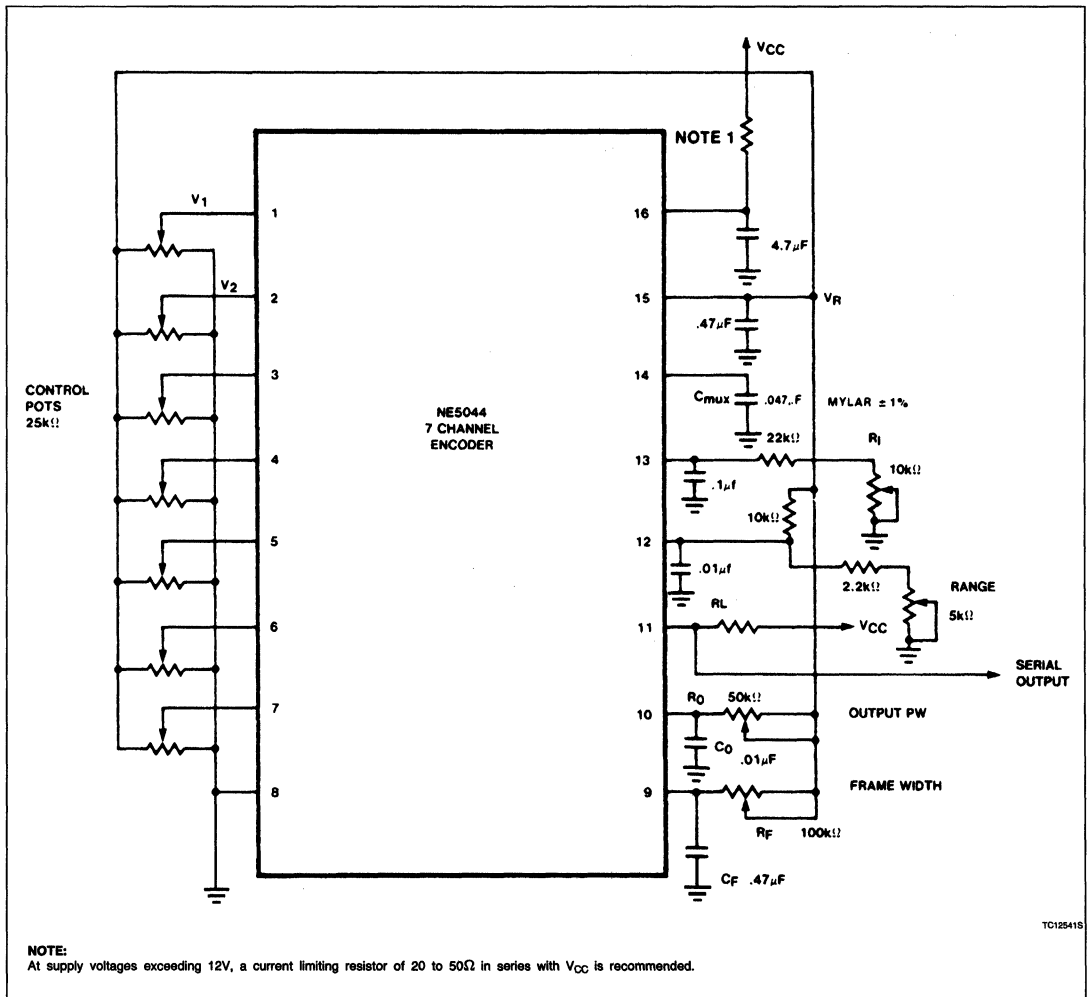 VCC
NOTE 1
V1
1
16
4.7µF
V2
2
15
VR
.47µF
3
14
Cmux
.047µF
MYLAR ± 1%
CONTROL
POTS
25kΩ
NE5044
7 CHANNEL
ENCODER
22kΩ
RI
4
13
10kΩ
.1µf
10kΩ
5
12
.01µf
2.2kΩ
RANGE
5kΩ
RL
6
11
VCC
SERIAL
OUTPUT
RO
50kΩ
7
10
OUTPUT PW
CO
.01µF
FRAME WIDTH
8
9
RF
100kΩ
CF .47µF
TC12541S
NOTE:
At supply voltages exceeding 12V, a current limiting resistor of 20 to 50Ω in series with VCC is recommended.